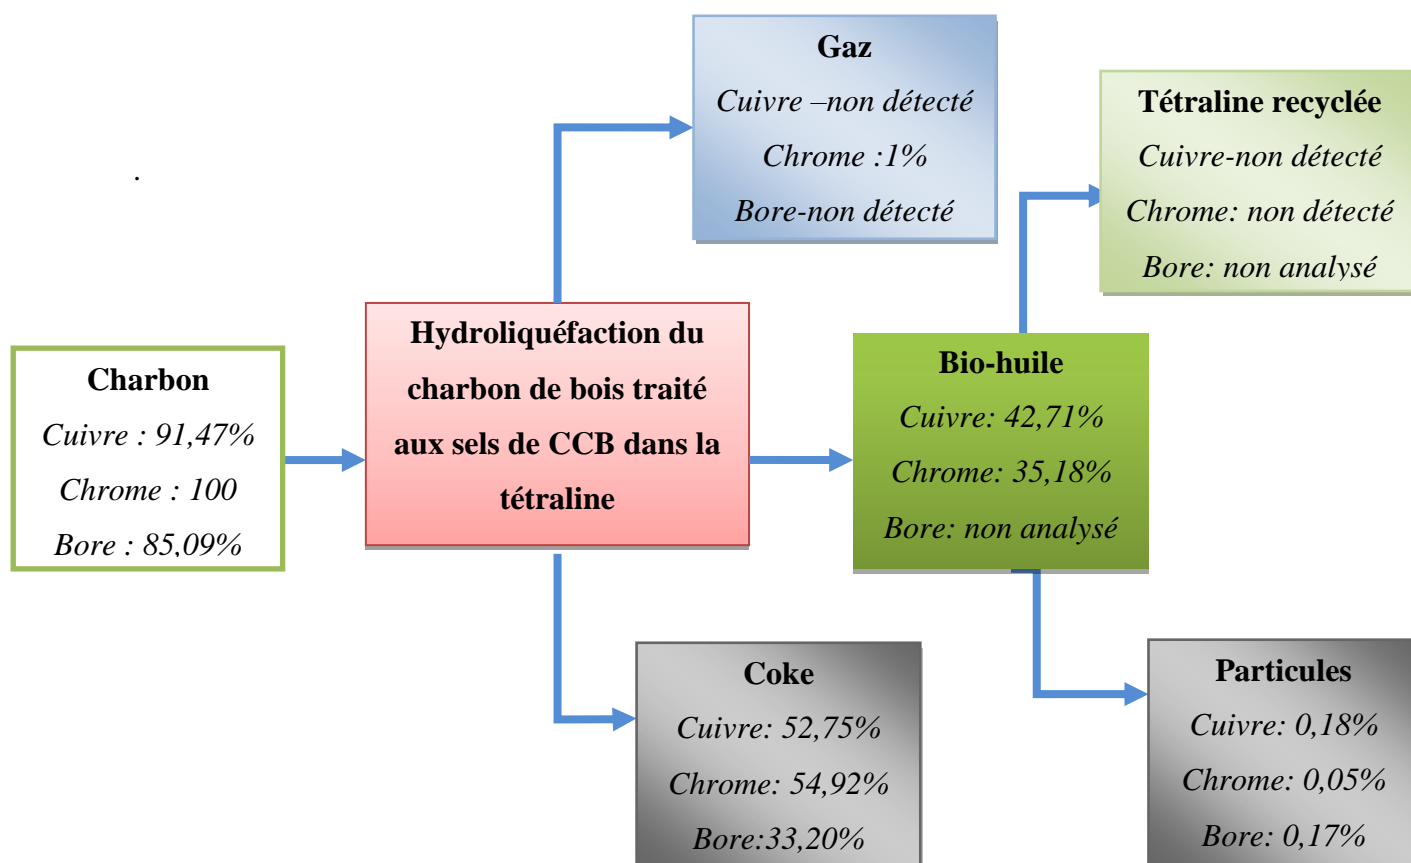 Gaz
Cuivre –non détecté
Chrome :1%
Bore-non détecté
Tétraline recyclée
Cuivre-non détecté
Chrome: non détecté
Bore: non analysé
.
Hydroliquéfaction du
charbon de bois traité
aux sels de CCB dans la
tétraline
Charbon
Cuivre : 91,47%
Chrome : 100
Bore : 85,09%
Bio-huile
Cuivre: 42,71%
Chrome: 35,18%
Bore: non analysé
Coke
Cuivre: 52,75%
Chrome: 54,92%
Bore:33,20%
Particules
Cuivre: 0,18%
Chrome: 0,05%
Bore: 0,17%